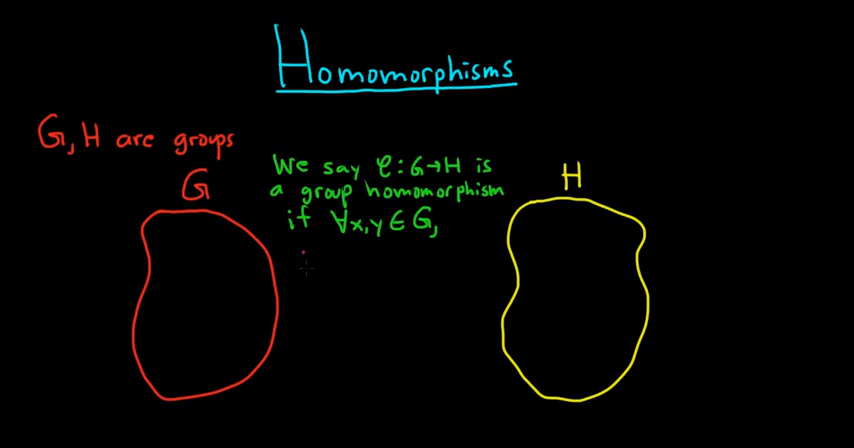 Homomorphisms
G, H are groups
G
We say φ: G→H is
a group homomorphism
if ∀x,y ∈ G,
H